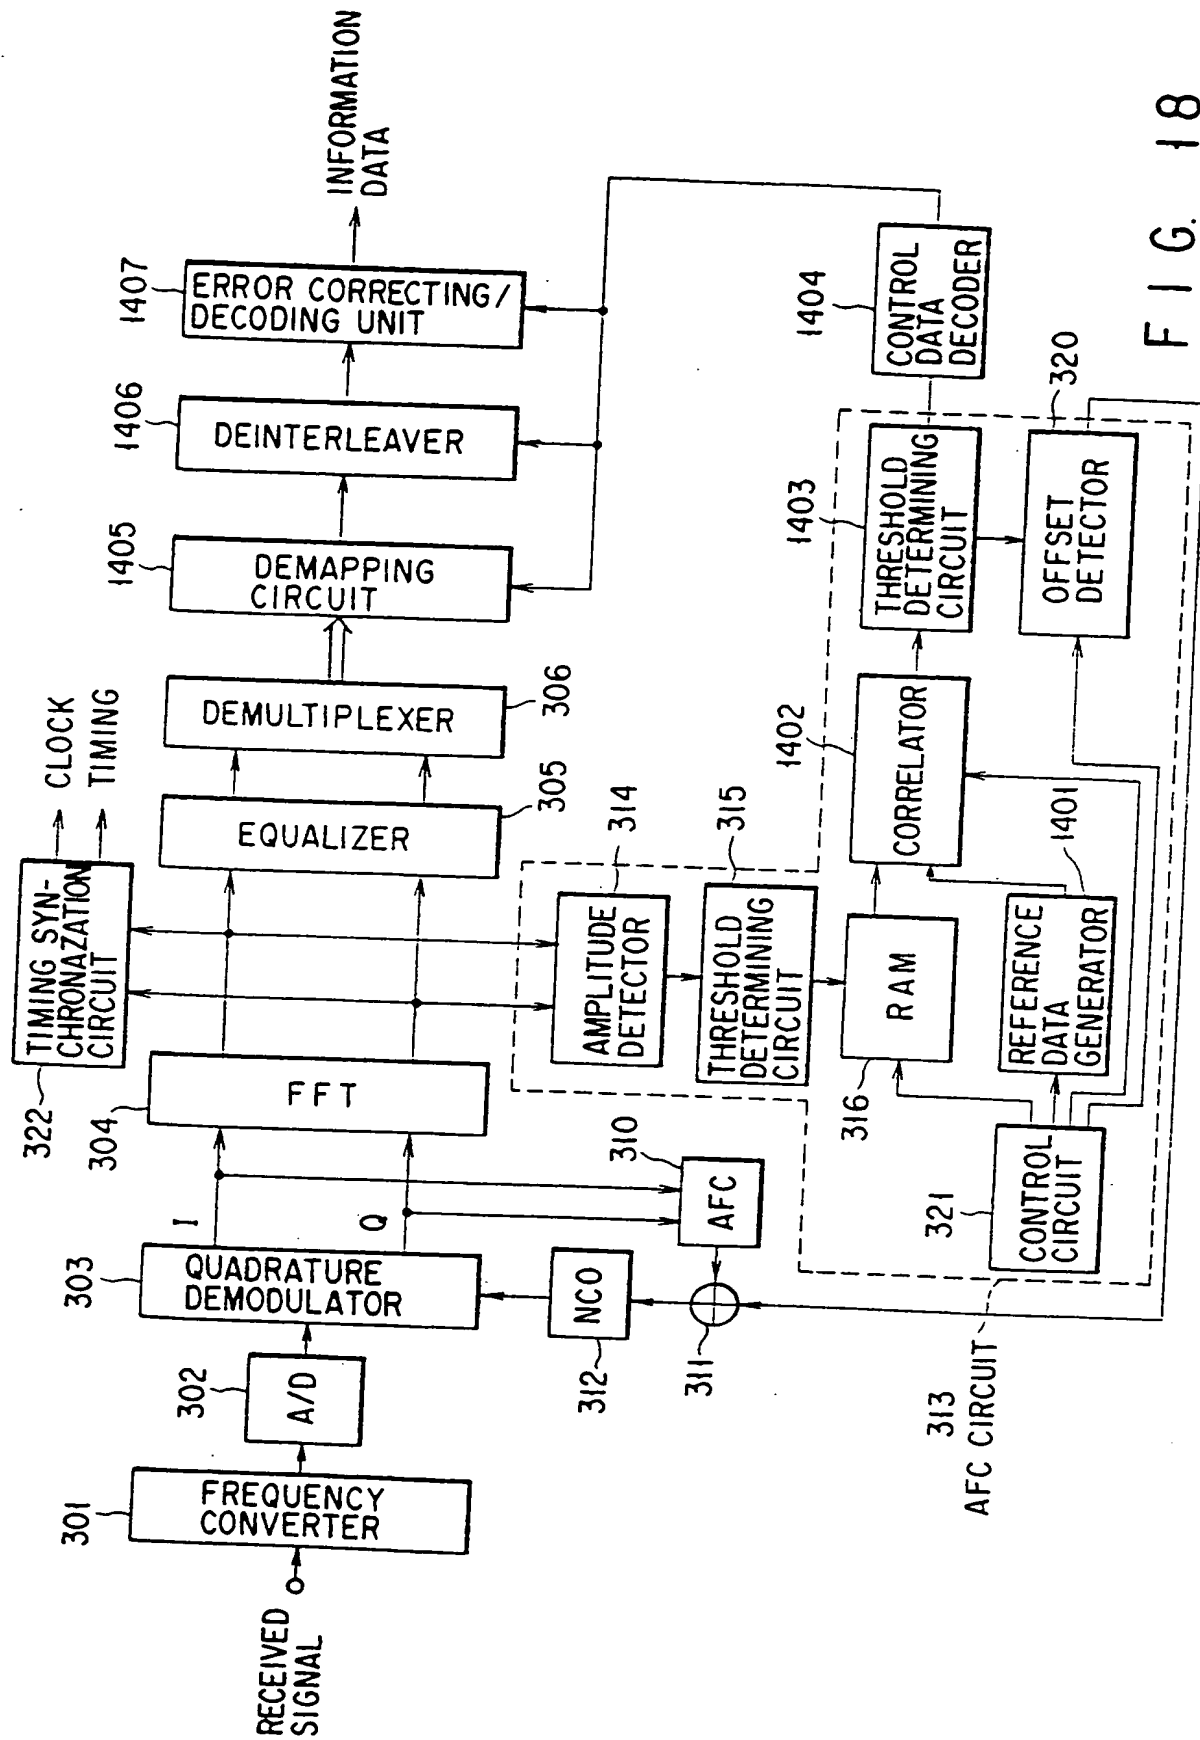 RECEIVED
SIGNAL
301
FREQUENCY
CONVERTER
302
A/D
303
QUADRATURE
DEMODULATOR
I
Q
304
FFT
322
TIMING SYN-
CHRONAZATION
CIRCUIT
CLOCK
TIMING
EQUALIZER
305
DEMULTIPLEXER
306
1405
DEMAPPING
CIRCUIT
1406
DEINTERLEAVER
1407
ERROR CORRECTING/
DECODING UNIT
INFORMATION
DATA
312
NCO
311
310
AFC
AMPLITUDE
DETECTOR
314
THRESHOLD
DETERMINING
CIRCUIT
315
316
RAM
1402
CORRELATOR
1403
THRESHOLD
DETERMINING
CIRCUIT
1404
CONTROL
DATA
DECODER
313
AFC CIRCUIT
321
CONTROL
CIRCUIT
REFERENCE
DATA
GENERATOR
1401
OFFSET
DETECTOR
320
FIG. 18